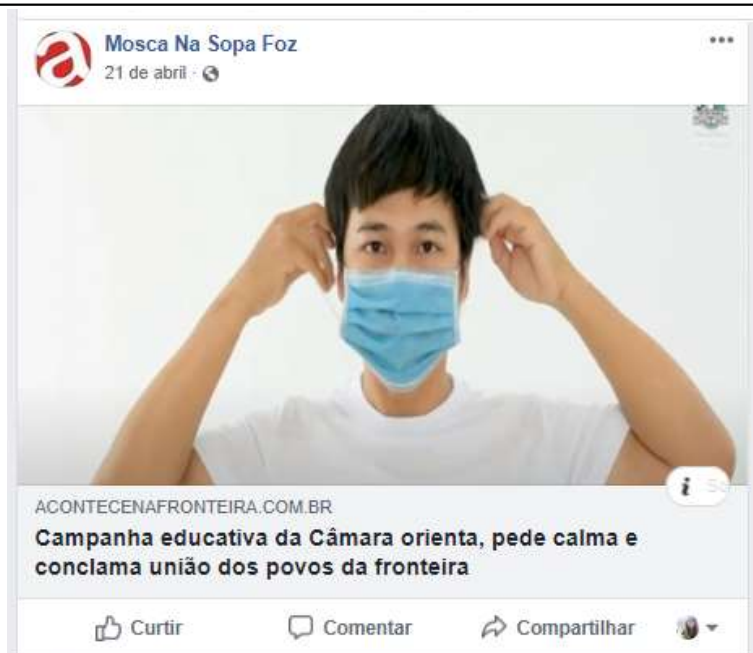 Mosca Na Sopa Foz
21 de abril
ACONTECENAFRONTEIRA.COM.BR
Campanha educativa da Câmara orienta, pede calma e
conclama união dos povos da fronteira
Curtir
Comentar
Compartilhar